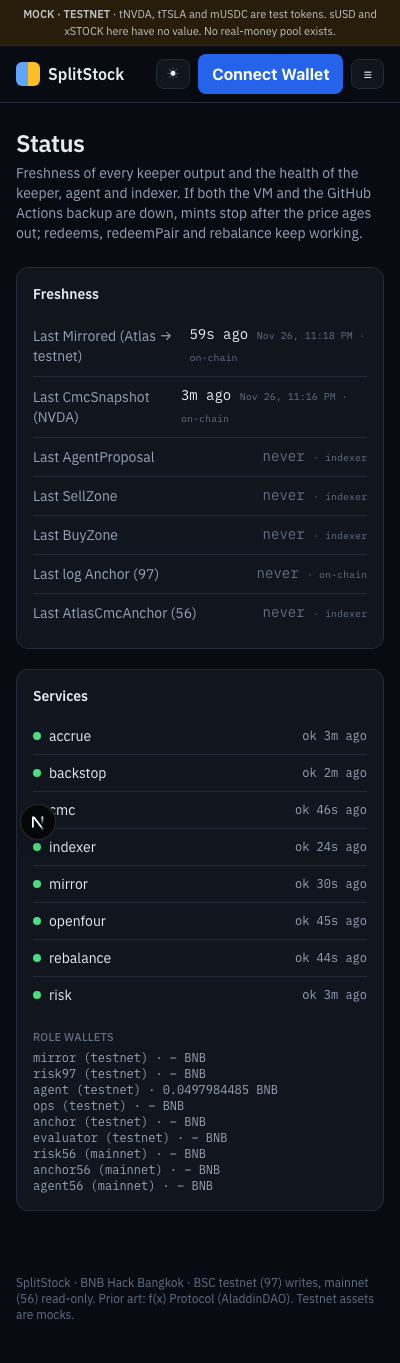 MOCK · TESTNET · tNVDA, tTSLA and mUSDC are test tokens. sUSD and
xSTOCK here have no value. No real-money pool exists.
SplitStock
Connect Wallet
Status
Freshness of every keeper output and the health of the
keeper, agent and indexer. If both the VM and the GitHub
Actions backup are down, mints stop after the price ages
out; redeems, redeemPair and rebalance keep working.
Freshness
Last Mirrored (Atlas → testnet) 59s ago Nov 26, 11:18 PM · on-chain
Last CmcSnapshot (NVDA) 3m ago Nov 26, 11:16 PM · on-chain
Last AgentProposal never · indexer
Last SellZone never · indexer
Last BuyZone never · indexer
Last log Anchor (97) never · on-chain
Last AtlasCmcAnchor (56) never · indexer
Services
accrue ok 3m ago
backstop ok 2m ago
cmc ok 46s ago
N
indexer ok 24s ago
mirror ok 30s ago
openfour ok 45s ago
rebalance ok 44s ago
risk ok 3m ago
ROLE WALLETS
mirror (testnet) · – BNB
risk97 (testnet) · – BNB
agent (testnet) · 0.0497984485 BNB
ops (testnet) · – BNB
anchor (testnet) · – BNB
evaluator (testnet) · – BNB
risk56 (mainnet) · – BNB
anchor56 (mainnet) · – BNB
agent56 (mainnet) · – BNB
SplitStock · BNB Hack Bangkok · BSC testnet (97) writes, mainnet
(56) read-only. Prior art: f(x) Protocol (AladdinDAO). Testnet assets
are mocks.